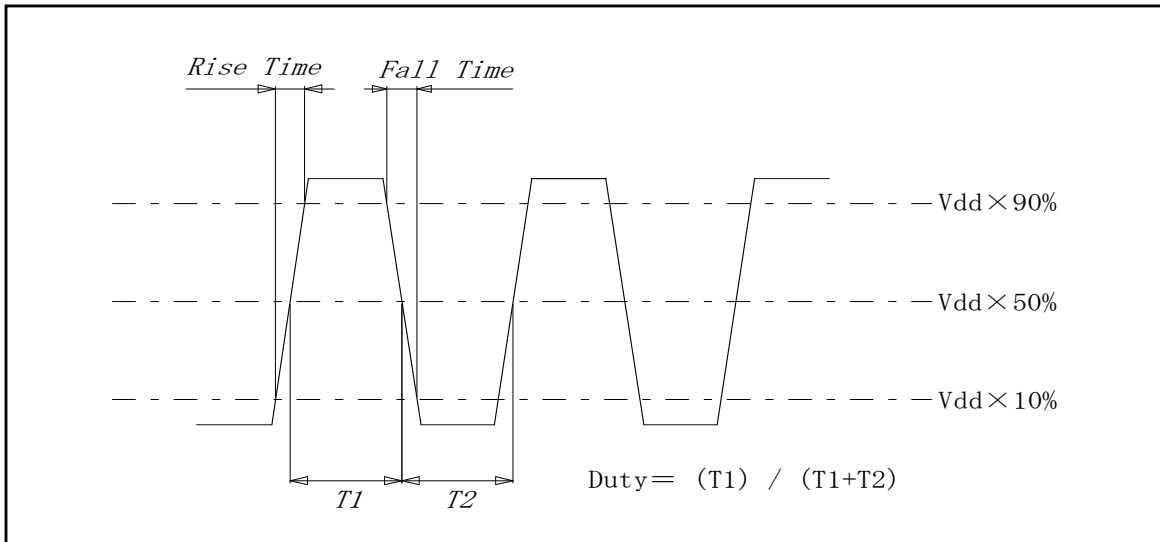 Rise Time
Fall Time
Vdd×90%
Vdd×50%
Vdd×10%
Duty＝ (T1) / (T1+T2)
T1
T2